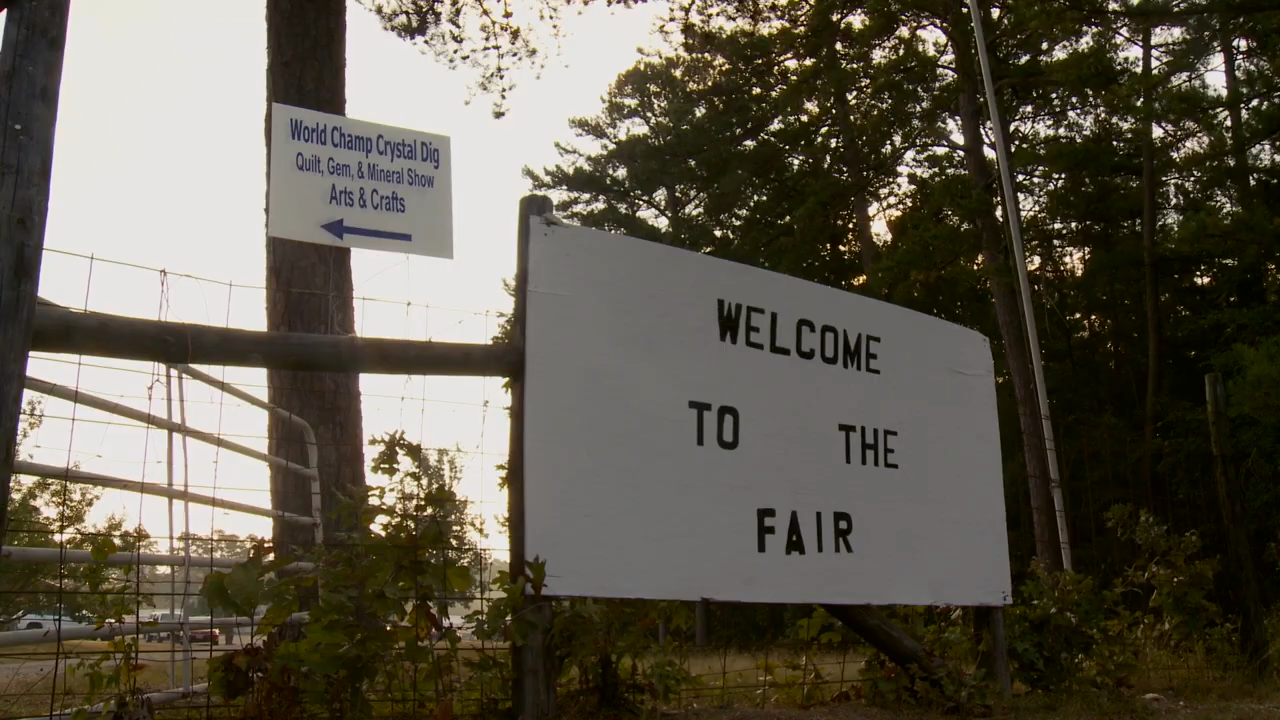 World Champ Crystal Dig
Quilt, Gem, & Mineral Show
Arts & Crafts
WELCOME
TO THE
FAIR